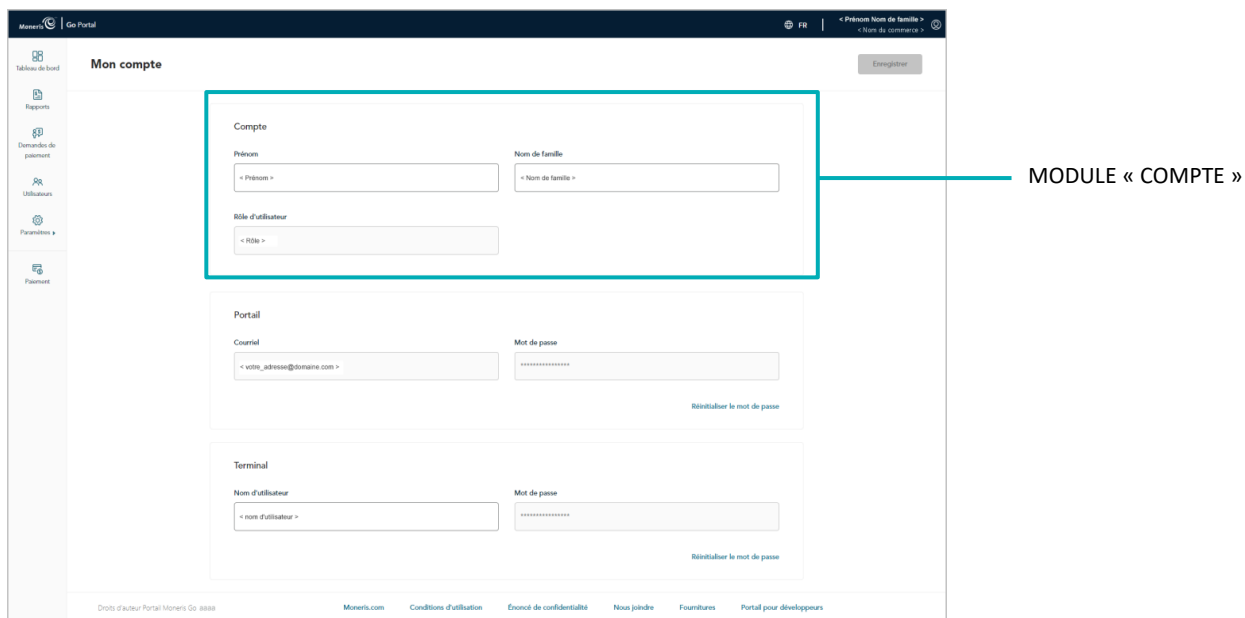 Moneris Go Portal
FR
< Prénom Nom de famille >
< Nom du commerce >
Tableau de bord
Mon compte
Enregistrer
Rapports
Demandes de
paiement
Utilisateurs
Paramètres
Paiement
Compte
Prénom
Nom de famille
< Prénom >
< Nom de famille >
Rôle d'utilisateur
< Rôle >
MODULE « COMPTE »
Portail
Courriel
Mot de passe
< votre_adresse@domaine.com >
****************
Réinitialiser le mot de passe
Terminal
Nom d'utilisateur
Mot de passe
< nom d'utilisateur >
****************
Réinitialiser le mot de passe
Droits d'auteur Portail Moneris Go aaaa
Moneris.com
Conditions d'utilisation
Énoncé de confidentialité
Nous joindre
Fournitures
Portail pour développeurs